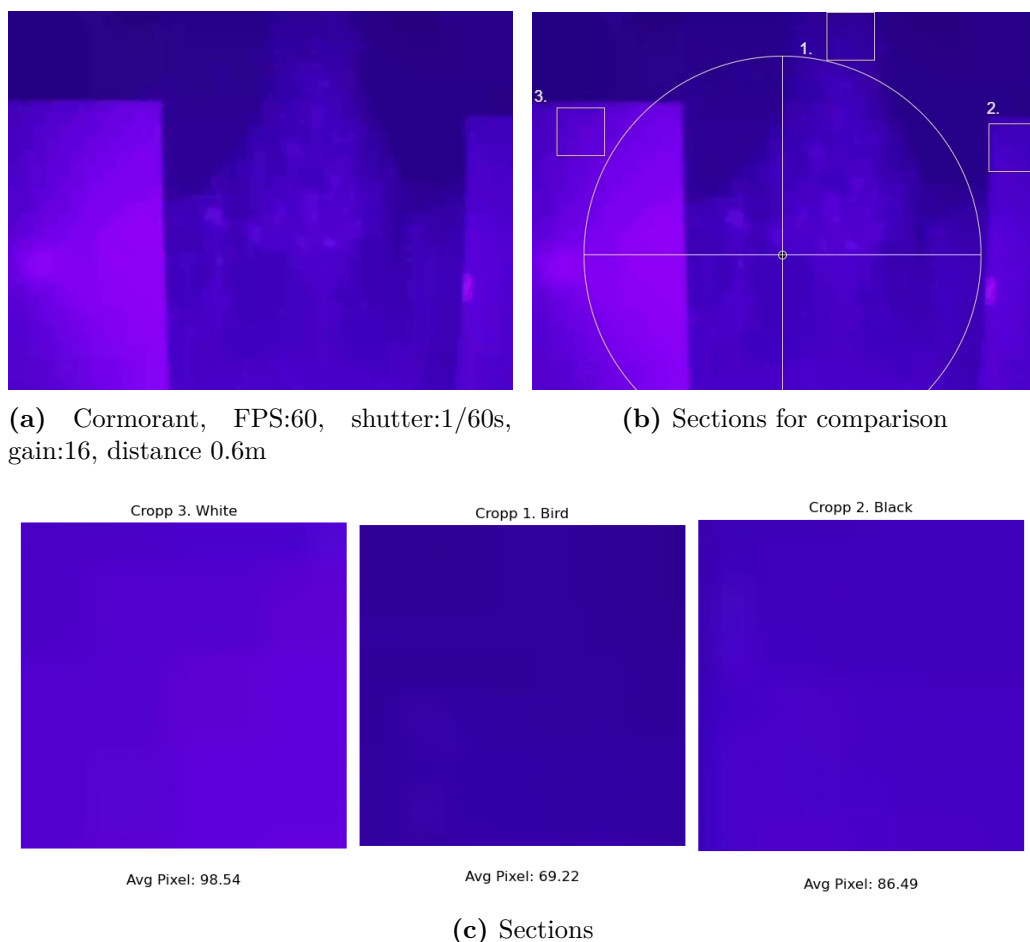 1.
3.
2.
(a) Cormorant, FPS:60, shutter:1/60s,
gain:16, distance 0.6m
(b) Sections for comparison
Cropp 3. White
Cropp 1. Bird
Cropp 2. Black
Avg Pixel: 98.54
Avg Pixel: 69.22
Avg Pixel: 86.49
(c) Sections